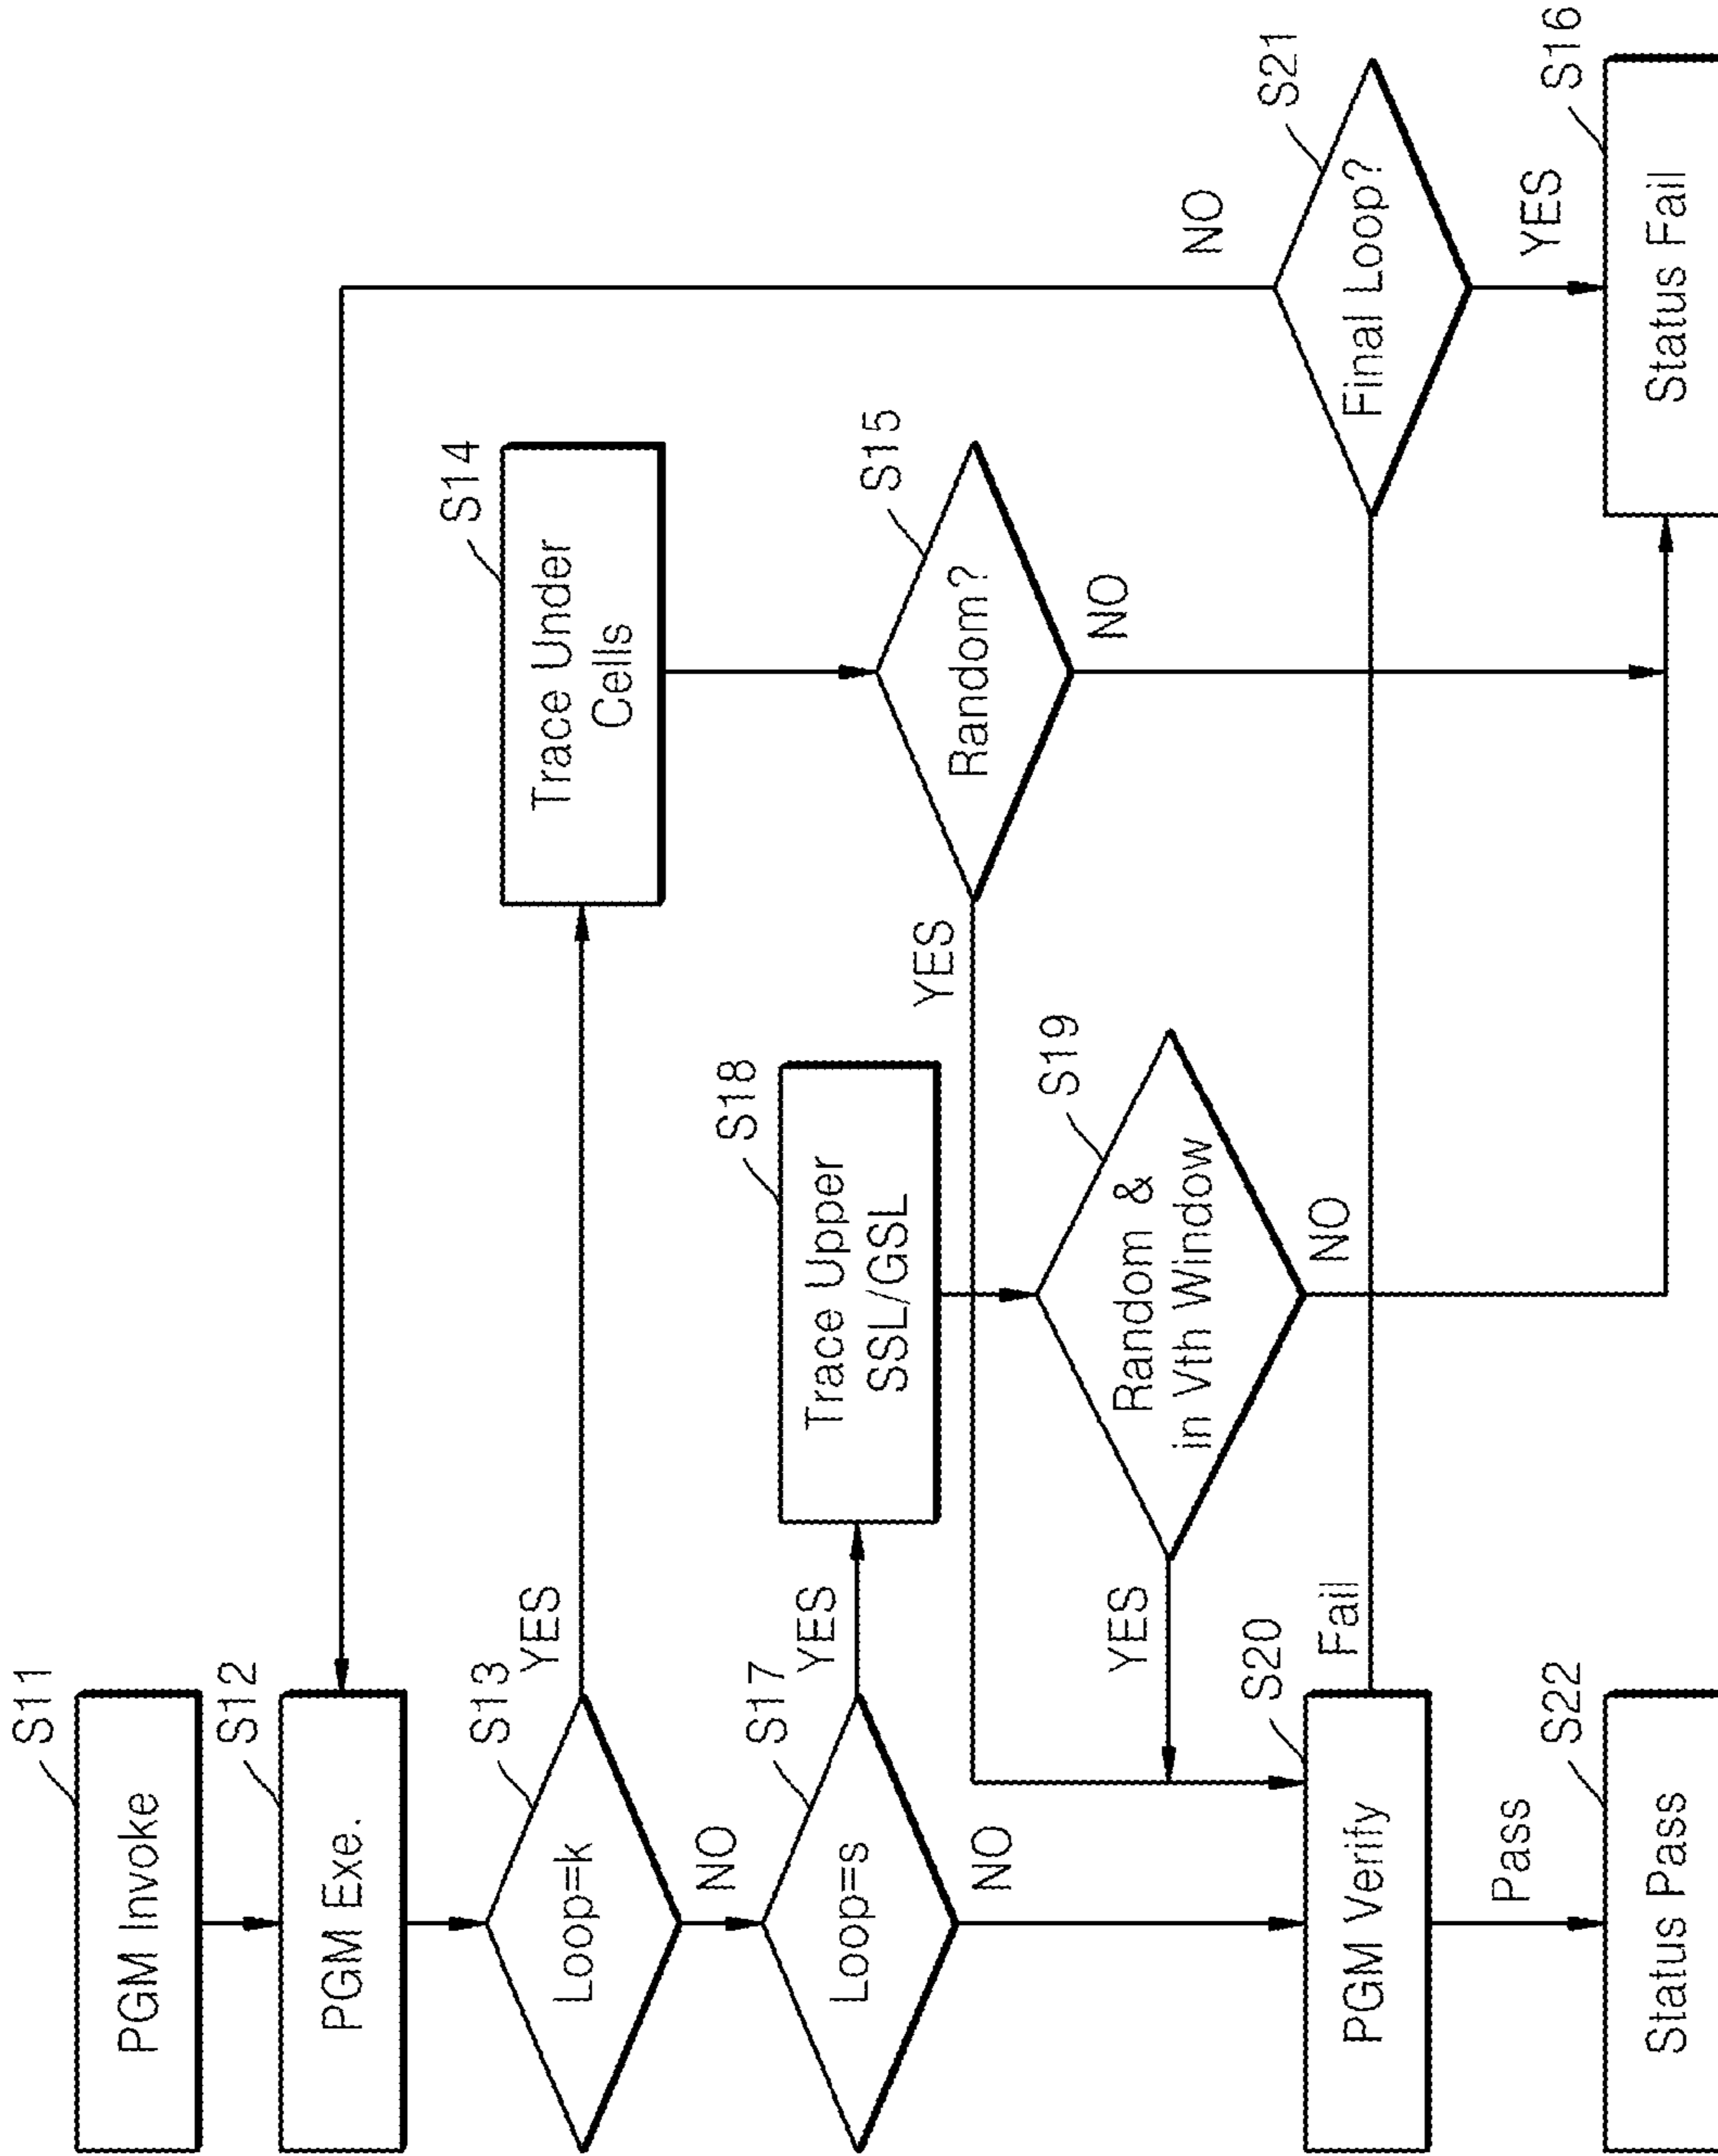 S11
PGM Invoke
S12
PGM Exe.
S13
Loop=k
YES
NO
S14
Trace Under
Cells
S15
Random?
YES
NO
S17
Loop=s
YES
NO
S18
Trace Upper
SSL/GSL
S19
Random &
in Vth Window
YES
NO
S20
PGM Verify
Fail
Pass
S21
Final Loop?
NO
YES
S22
Status Pass
S16
Status Fail